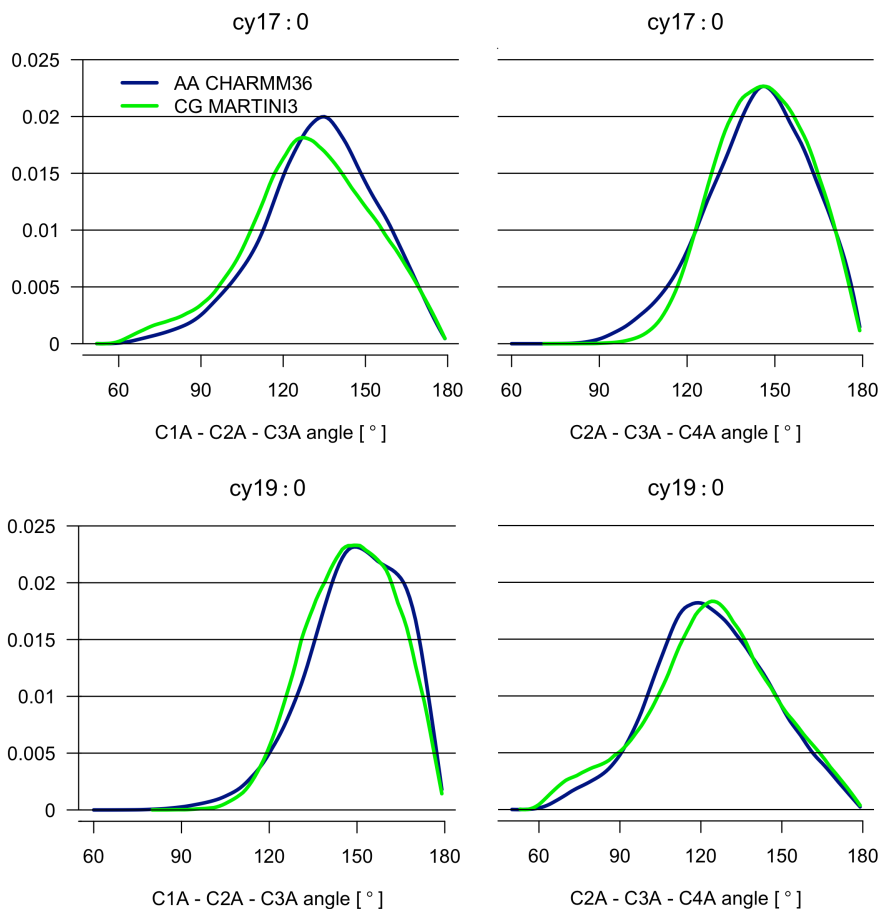 cy17:0
cy17:0
0.025
AA CHARMM36
CG MARTINI3
0.02
0.015
0.01
0.005
0
60 90 120 150 180
60 90 120 150 180
C1A - C2A - C3A angle [ ° ]
C2A - C3A - C4A angle [ ° ]
cy19:0
cy19:0
0.025
0.02
0.015
0.01
0.005
0
60 90 120 150 180
60 90 120 150 180
C1A - C2A - C3A angle [ ° ]
C2A - C3A - C4A angle [ ° ]